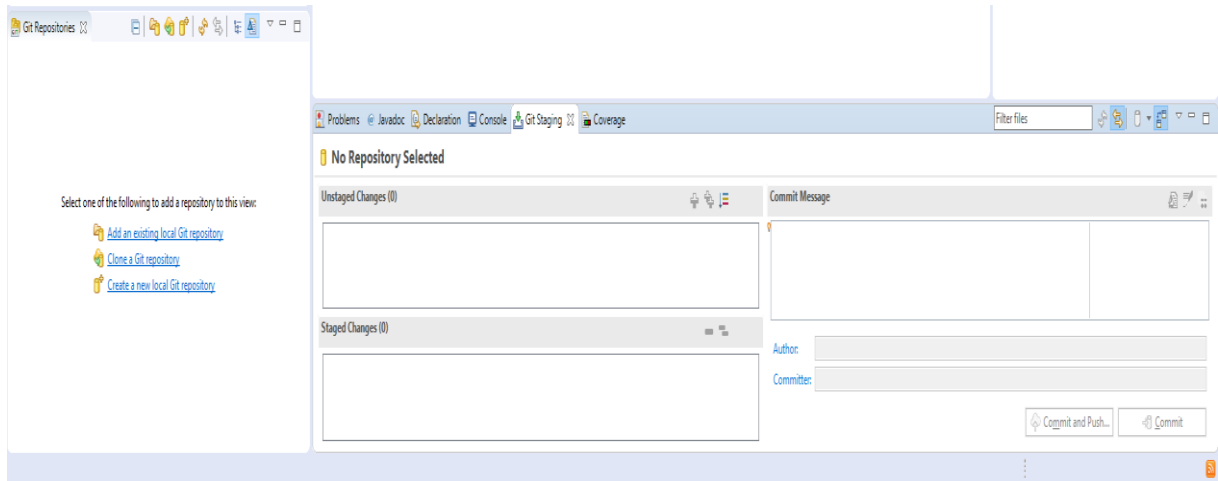 Git Repositories
Select one of the following to add a repository to this view:
Add an existing local Git repository
Clone a Git repository
Create a new local Git repository
Problems Javadoc Declaration Console Git Staging Coverage
Filter files
No Repository Selected
Unstaged Changes (0)
Staged Changes (0)
Commit Message
Author:
Committer:
Commit and Push... Commit